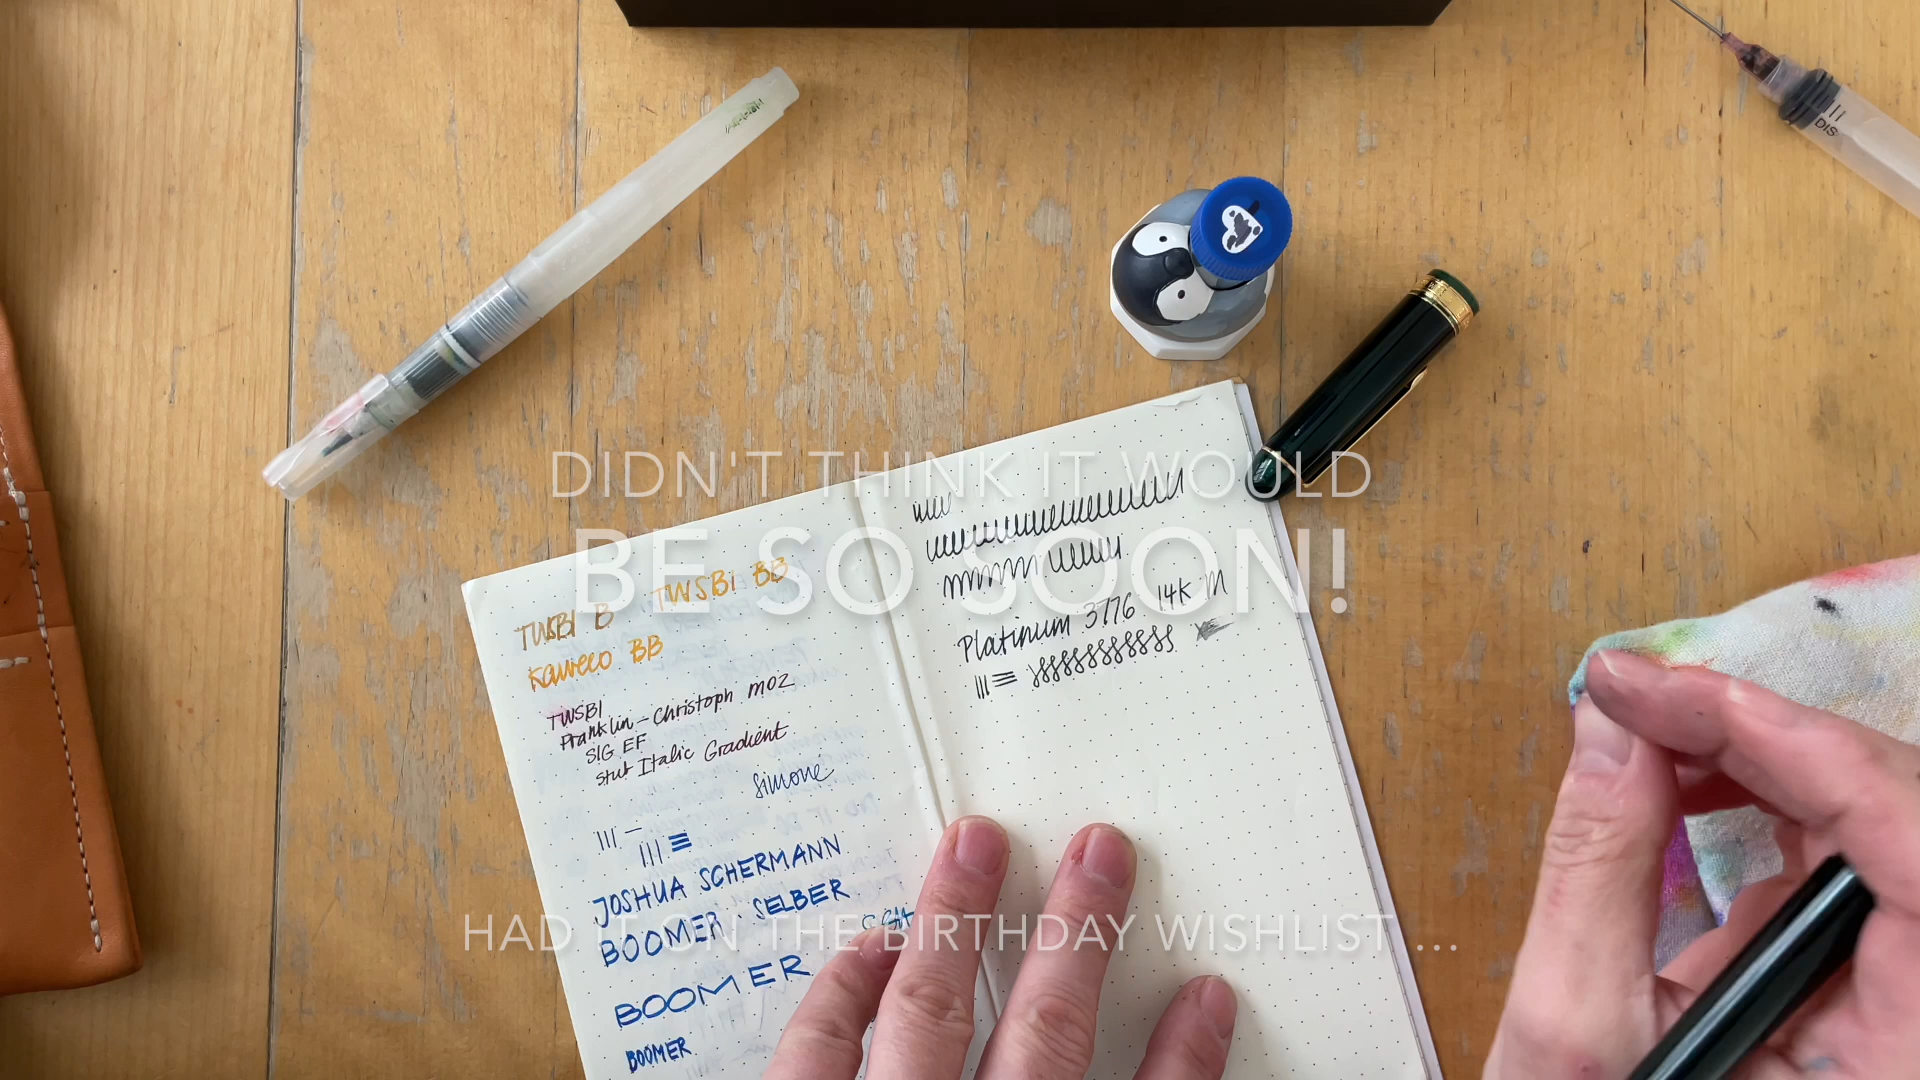 DIDN'T THINK IT WOULD
BE SO SOON!
HAD IT ON THE BIRTHDAY WISHLIST ...
TWSBI B TWSBI BB
Kaweco BB
TWSBI
Franklin-Christoph M02
SIG EF
Stub Italic Gradient
Simone
JOSHUA SCHERMANN
BOOMER SELBER
BOOMER
BOOMER
Platinum 3776 14K M
DIS